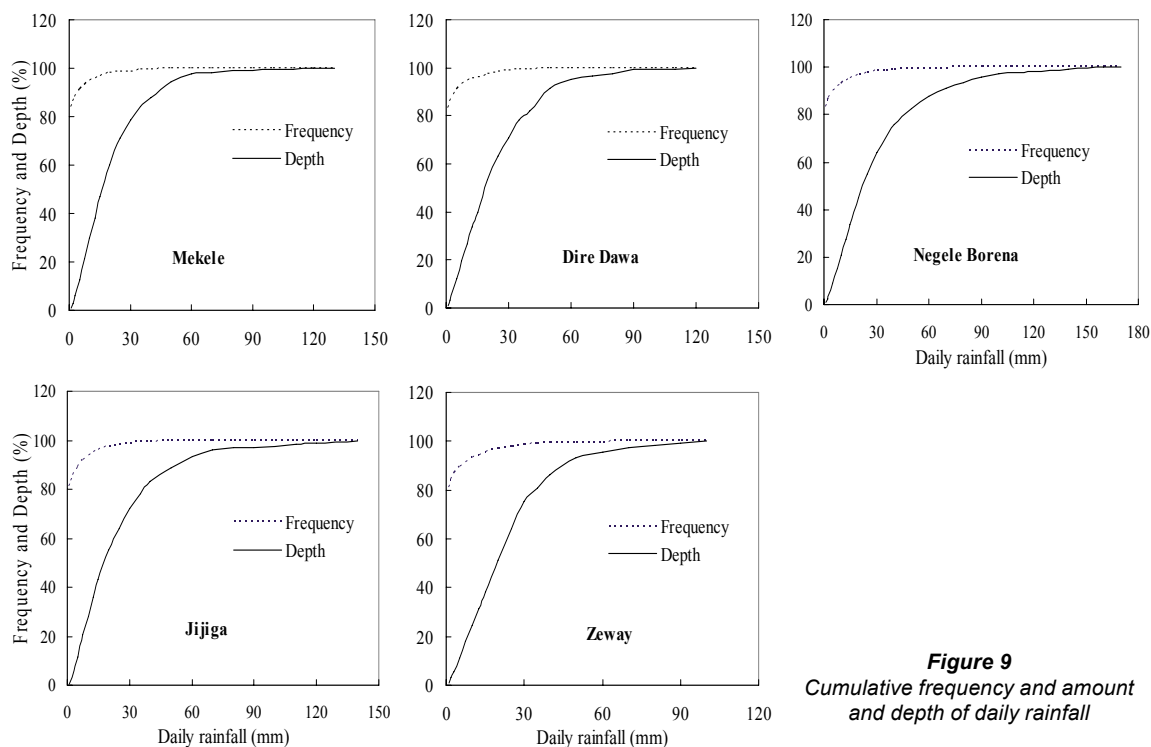 120
100
80
60
40
20
0
Frequency and Depth (%)
Frequency
Depth
Mekele
0 30 60 90 120 150
120
100
80
60
40
20
0
Frequency
Depth
Dire Dawa
0 30 60 90 120 150
120
100
80
60
40
20
0
Frequency
Depth
Negele Borena
0 30 60 90 120 150 180
Daily rainfall (mm)
120
100
80
60
40
20
0
Frequency and Depth (%)
Frequency
Depth
Jijiga
0 30 60 90 120 150
Daily rainfall (mm)
120
100
80
60
40
20
0
Frequency
Depth
Zeway
0 30 60 90 120
Daily rainfall (mm)
Figure 9
Cumulative frequency and amount
and depth of daily rainfall